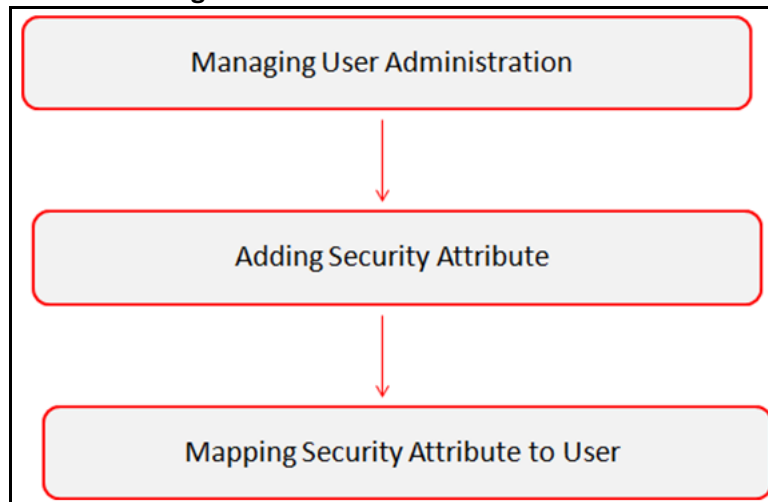 Managing User Administration
Adding Security Attribute
Mapping Security Attribute to User